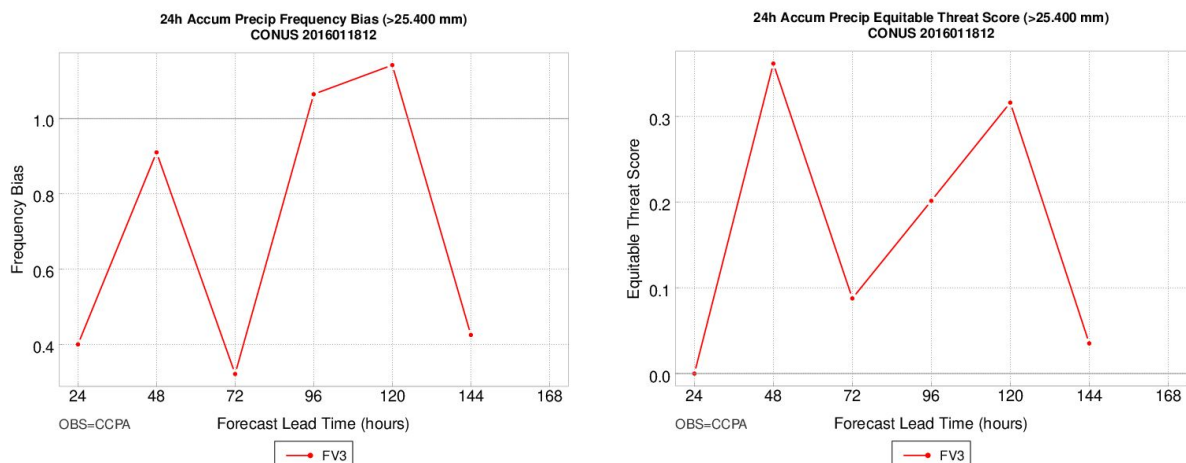 24h Accum Precip Frequency Bias (>25.400 mm)
CONUS 2016011812
Frequency Bias
1.0
0.8
0.6
0.4
24 48 72 96 120 144 168
OBS=CCPA
Forecast Lead Time (hours)
FV3
24h Accum Precip Equitable Threat Score (>25.400 mm)
CONUS 2016011812
Equitable Threat Score
0.3
0.2
0.1
0.0
24 48 72 96 120 144 168
OBS=CCPA
Forecast Lead Time (hours)
FV3